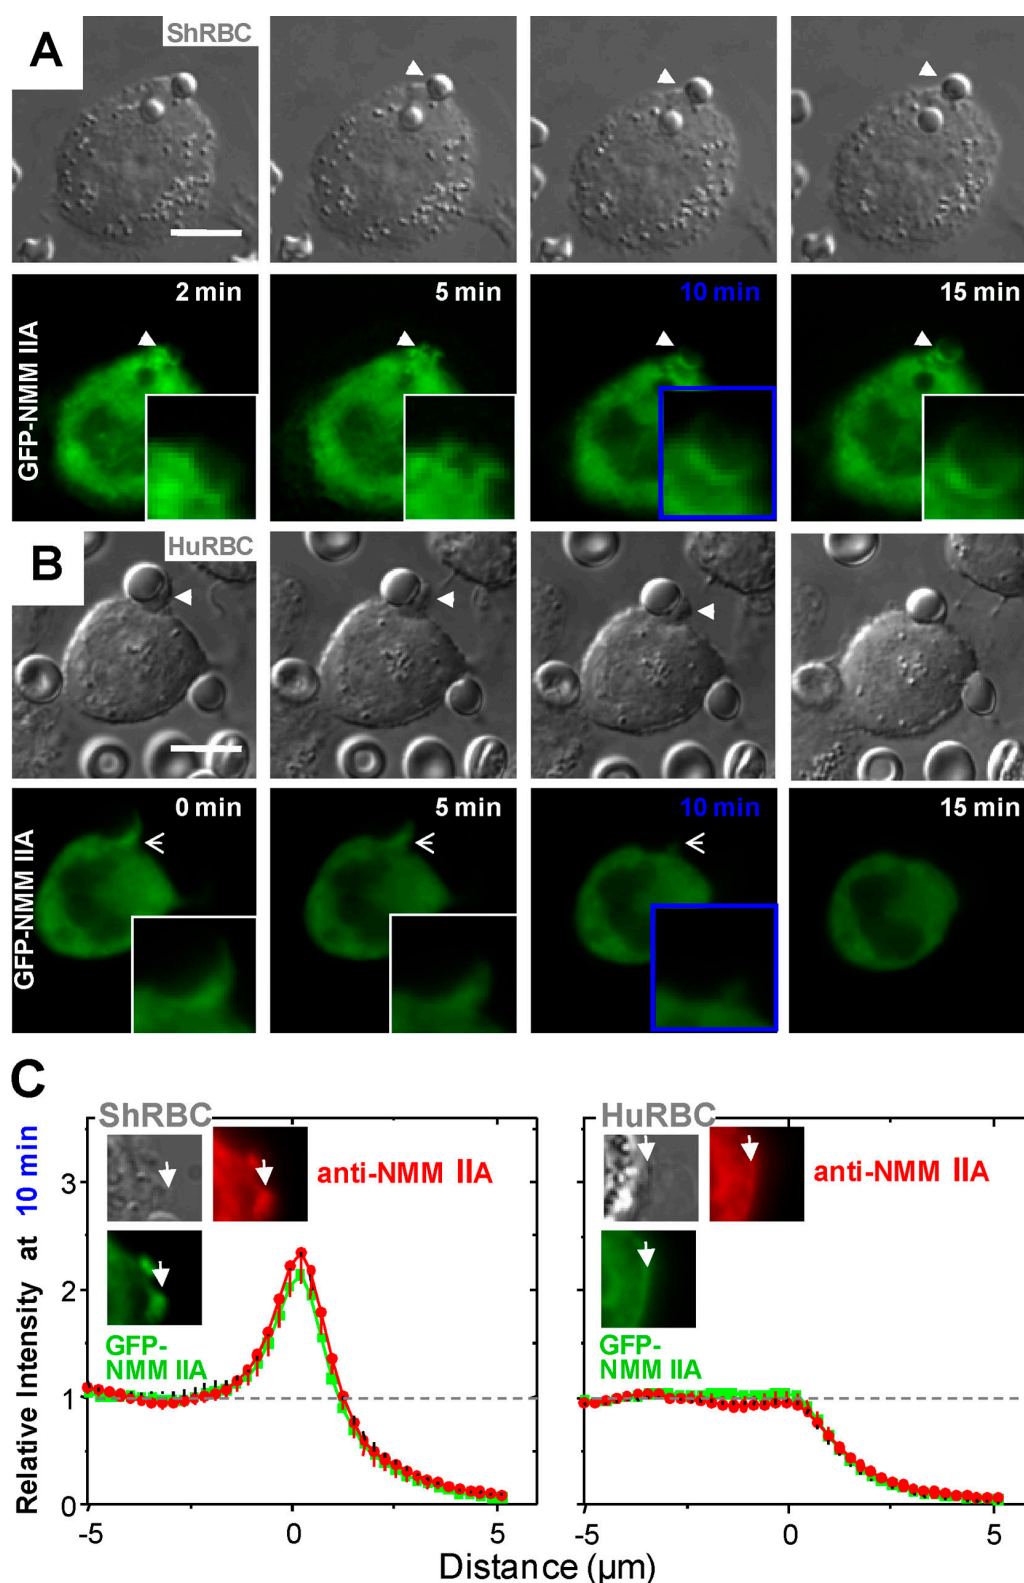 A
ShRBC
GFP-NMM IIA
2 min
5 min
10 min
15 min
B
HuRBC
GFP-NMM IIA
0 min
5 min
10 min
15 min
C
Relative Intensity at 10 min
ShRBC
anti-NMM IIA
GFP-
NMM IIA
3
2
1
0
-5
0
5
HuRBC
anti-NMM IIA
GFP-
NMM IIA
-5
0
5
Distance (µm)